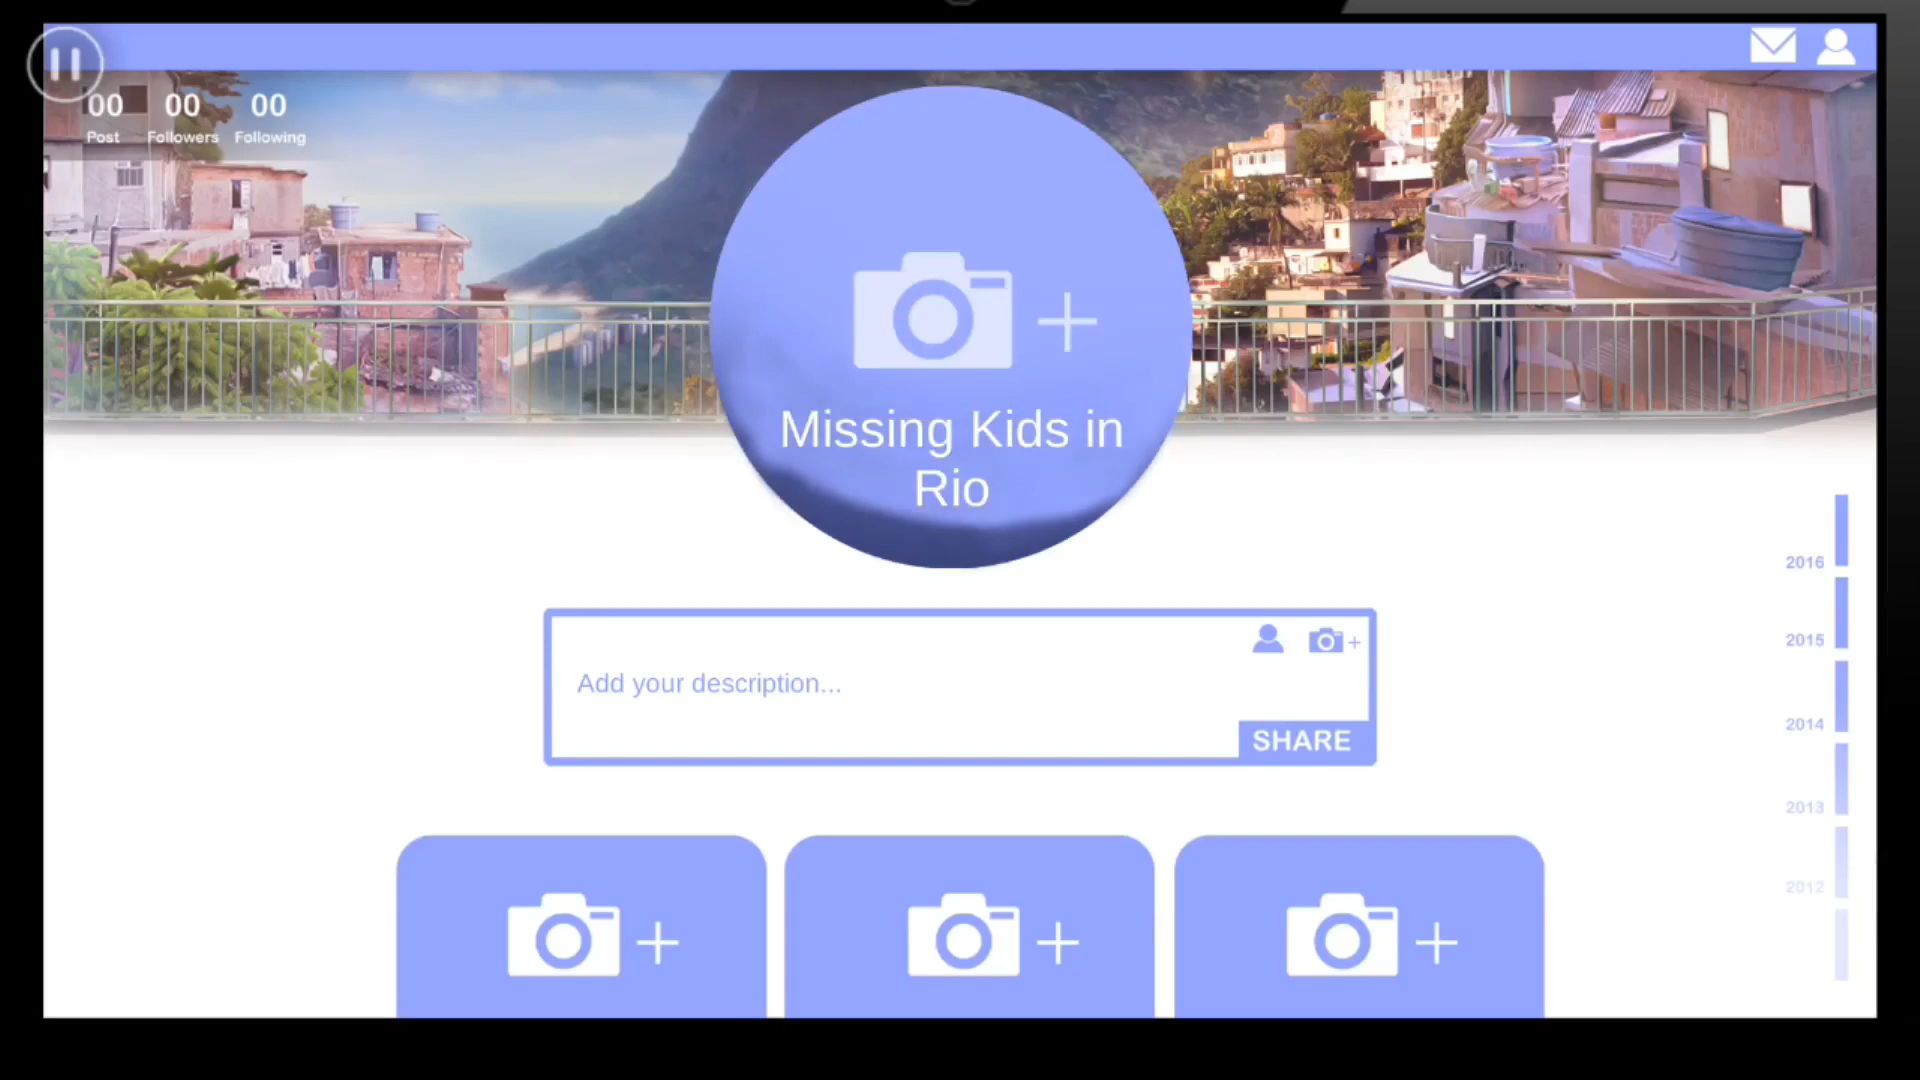 00 00 00
Post Followers Following
Missing Kids in
Rio
Add your description...
SHARE
2016
2015
2014
2013
2012